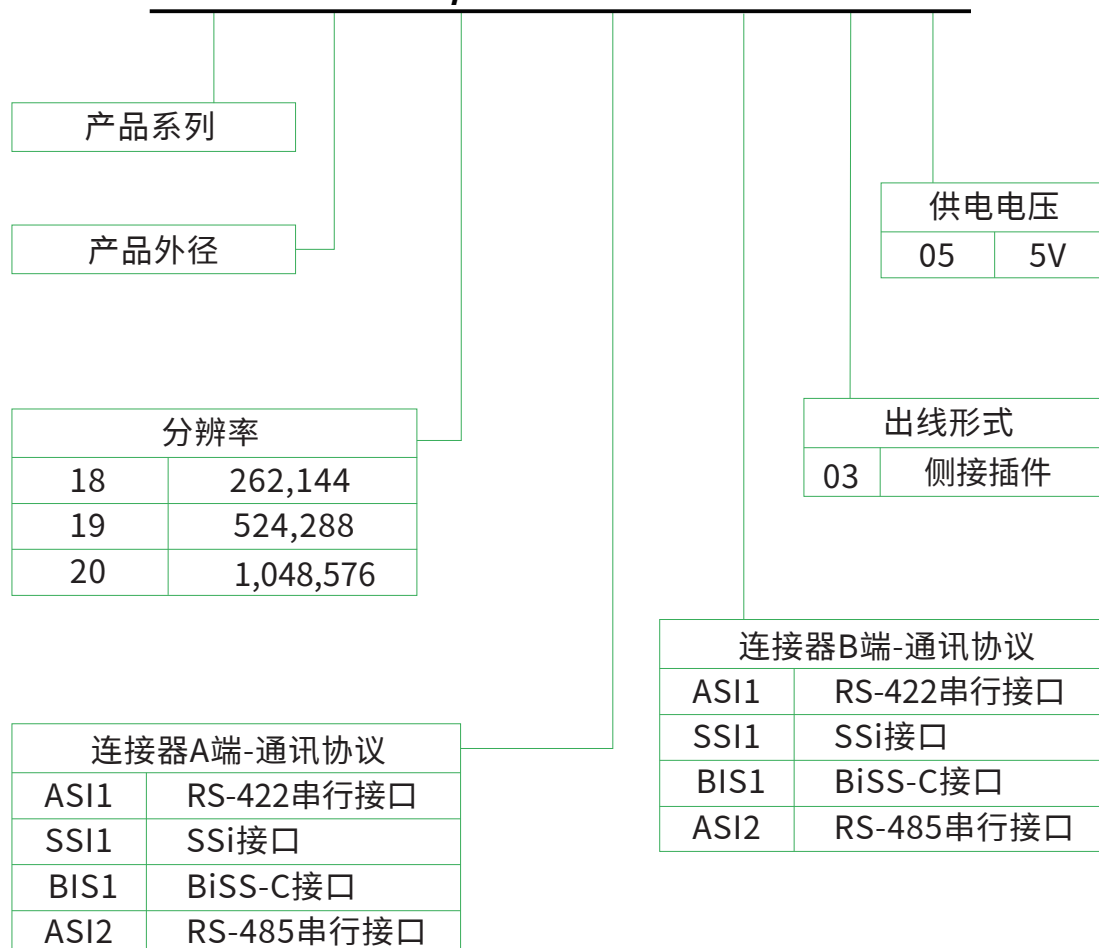 产品系列
产品外径
供电电压
05 5V
分辨率
18 262,144
19 524,288
20 1,048,576
出线形式
03 侧接插件
连接器B端-通讯协议
ASI1 RS-422串行接口
SSI1 SSi接口
BIS1 BiSS-C接口
ASI2 RS-485串行接口
连接器A端-通讯协议
ASI1 RS-422串行接口
SSI1 SSi接口
BIS1 BiSS-C接口
ASI2 RS-485串行接口